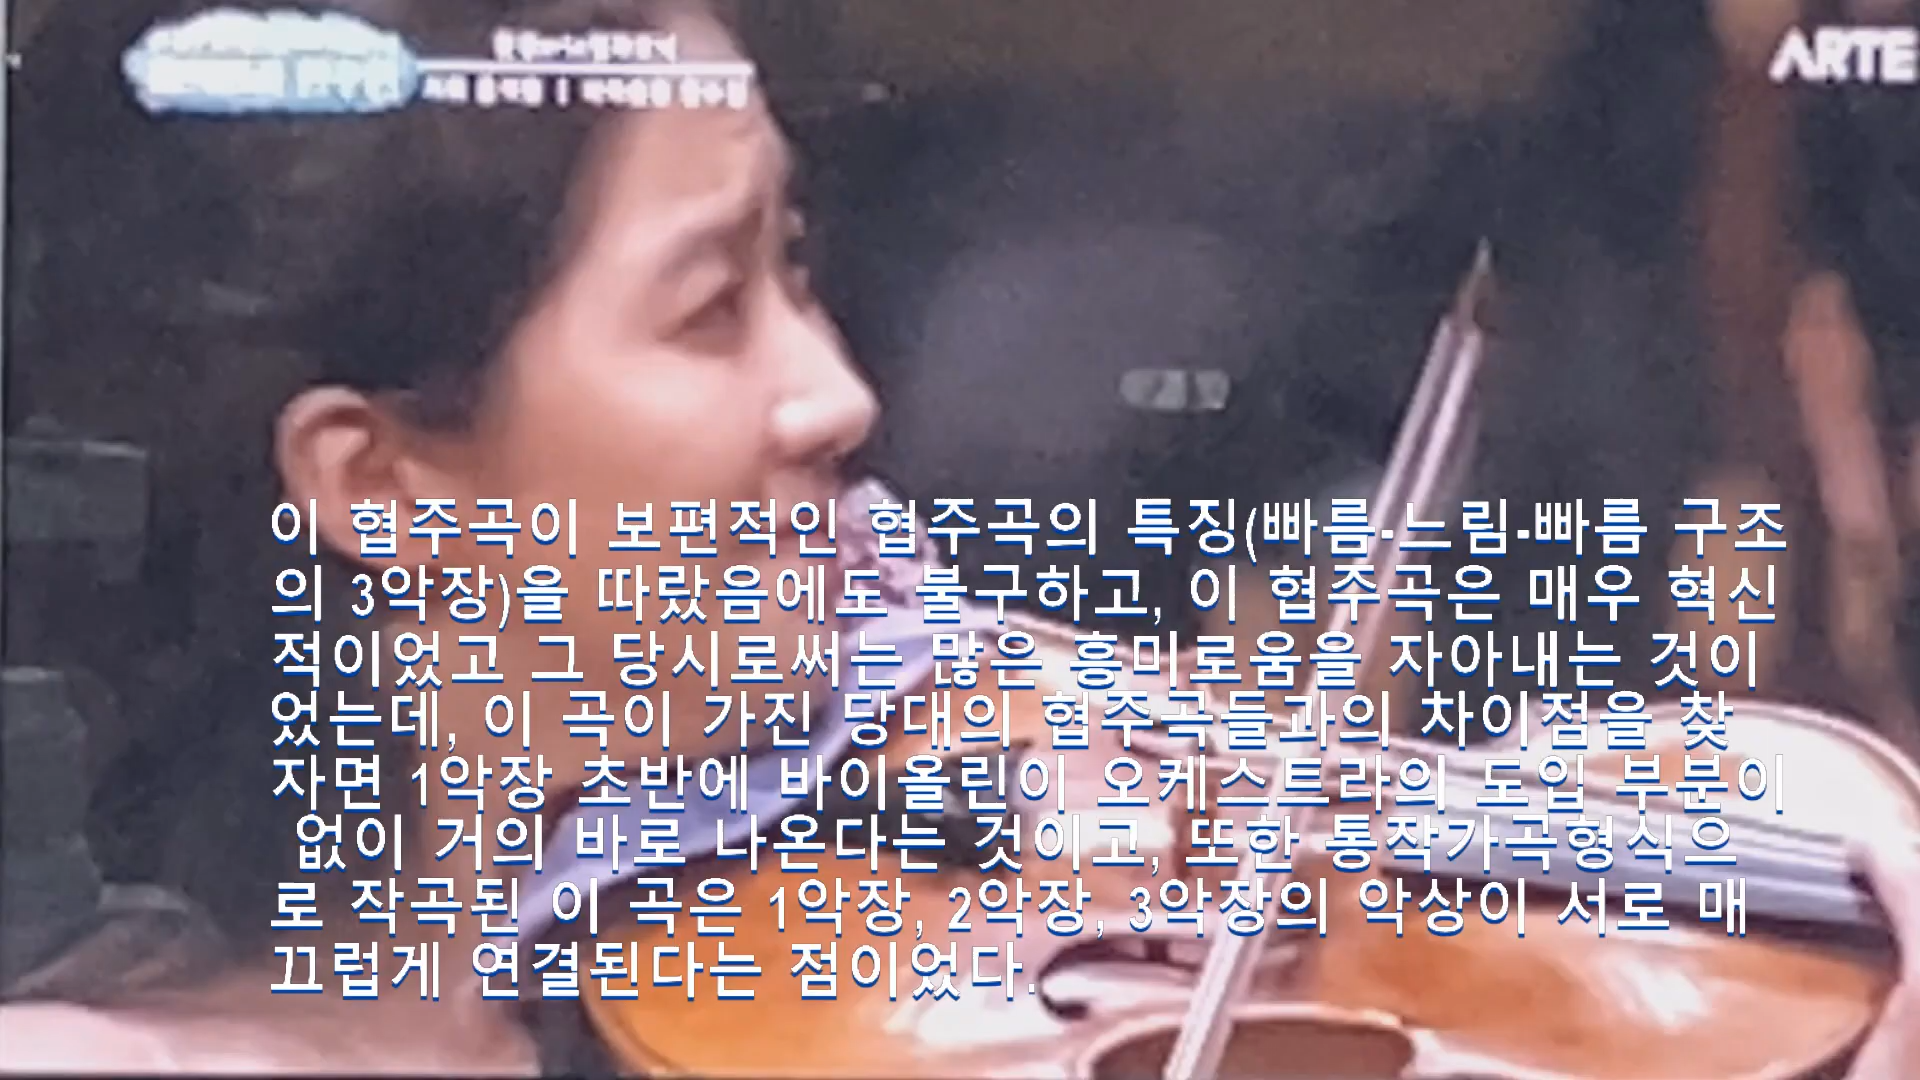 ARTE
이 협주곡이 보편적인 협주곡의 특징(빠름-느림-빠름 구조
의 3악장)을 따랐음에도 불구하고, 이 협주곡은 매우 혁신
적이었고 그 당시로써는 많은 흥미로움을 자아내는 것이
었는데, 이 곡이 가진 당대의 협주곡들과의 차이점을 찾
자면 1악장 초반에 바이올린이 오케스트라의 도입 부분이
없이 거의 바로 나온다는 것이고, 또한 통작가곡형식으
로 작곡된 이 곡은 1악장, 2악장, 3악장의 악상이 서로 매
끄럽게 연결된다는 점이었다.